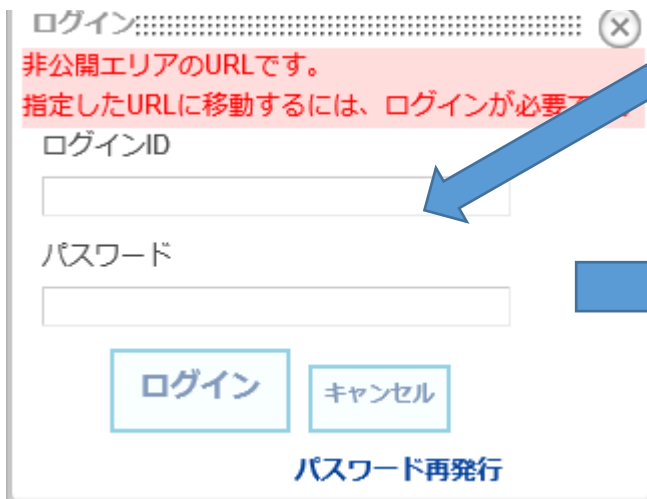 ログイン
非公開エリアのURLです。
指定したURLに移動するには、ログインが必要
ログインID
パスワード
ログイン
キャンセル
パスワード再発行